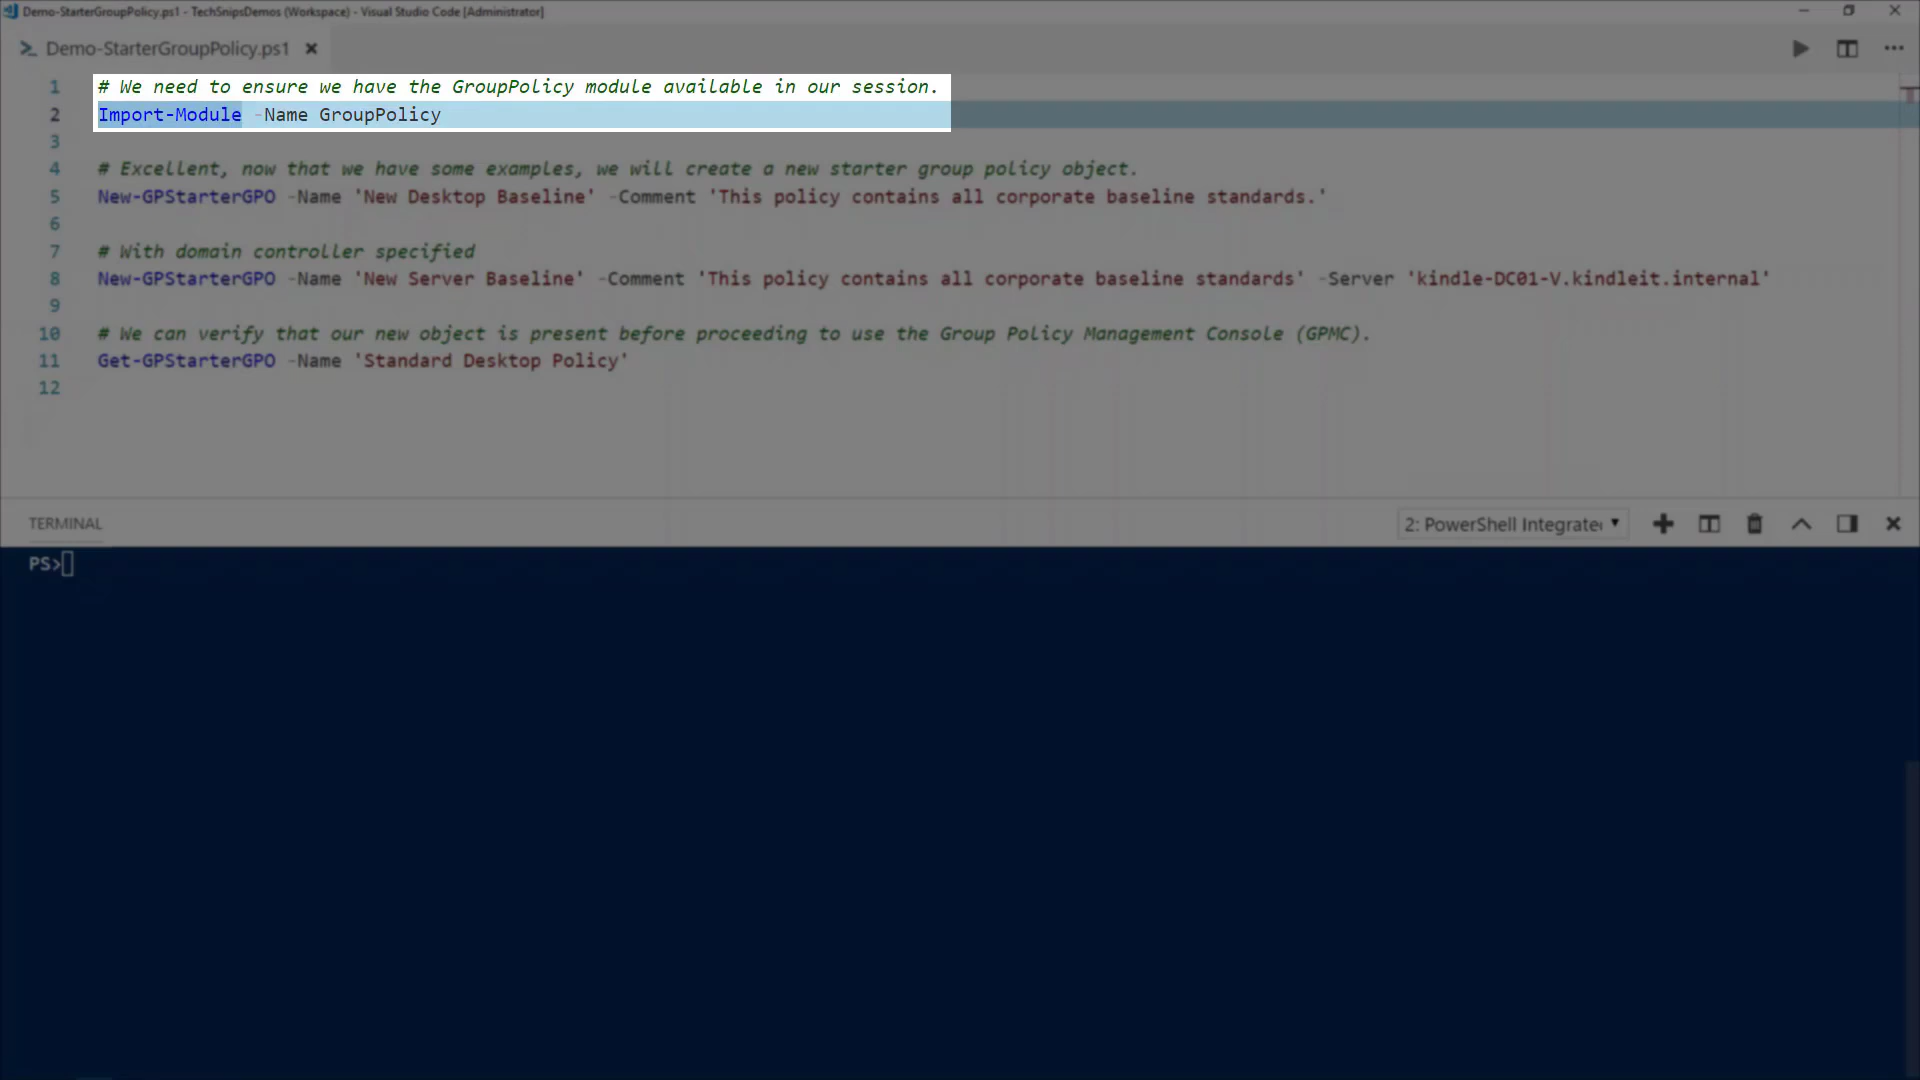 Demo-StarterGroupPolicy.ps1 - TechSnipsDemos (Workspace) - Visual Studio Code [Administrator]
Demo-StarterGroupPolicy.ps1
1 # We need to ensure we have the GroupPolicy module available in our session.
2 Import-Module -Name GroupPolicy
3
4 # Excellent, now that we have some examples, we will create a new starter group policy object.
5 New-GPStarterGPO -Name 'New Desktop Baseline' -Comment 'This policy contains all corporate baseline standards.'
6
7 # With domain controller specified
8 New-GPStarterGPO -Name 'New Server Baseline' -Comment 'This policy contains all corporate baseline standards' -Server 'kindle-DC01-V.kindleit.internal'
9
10 # We can verify that our new object is present before proceeding to use the Group Policy Management Console (GPMC).
11 Get-GPStarterGPO -Name 'Standard Desktop Policy'
12
TERMINAL
2: PowerShell Integrate
PS>